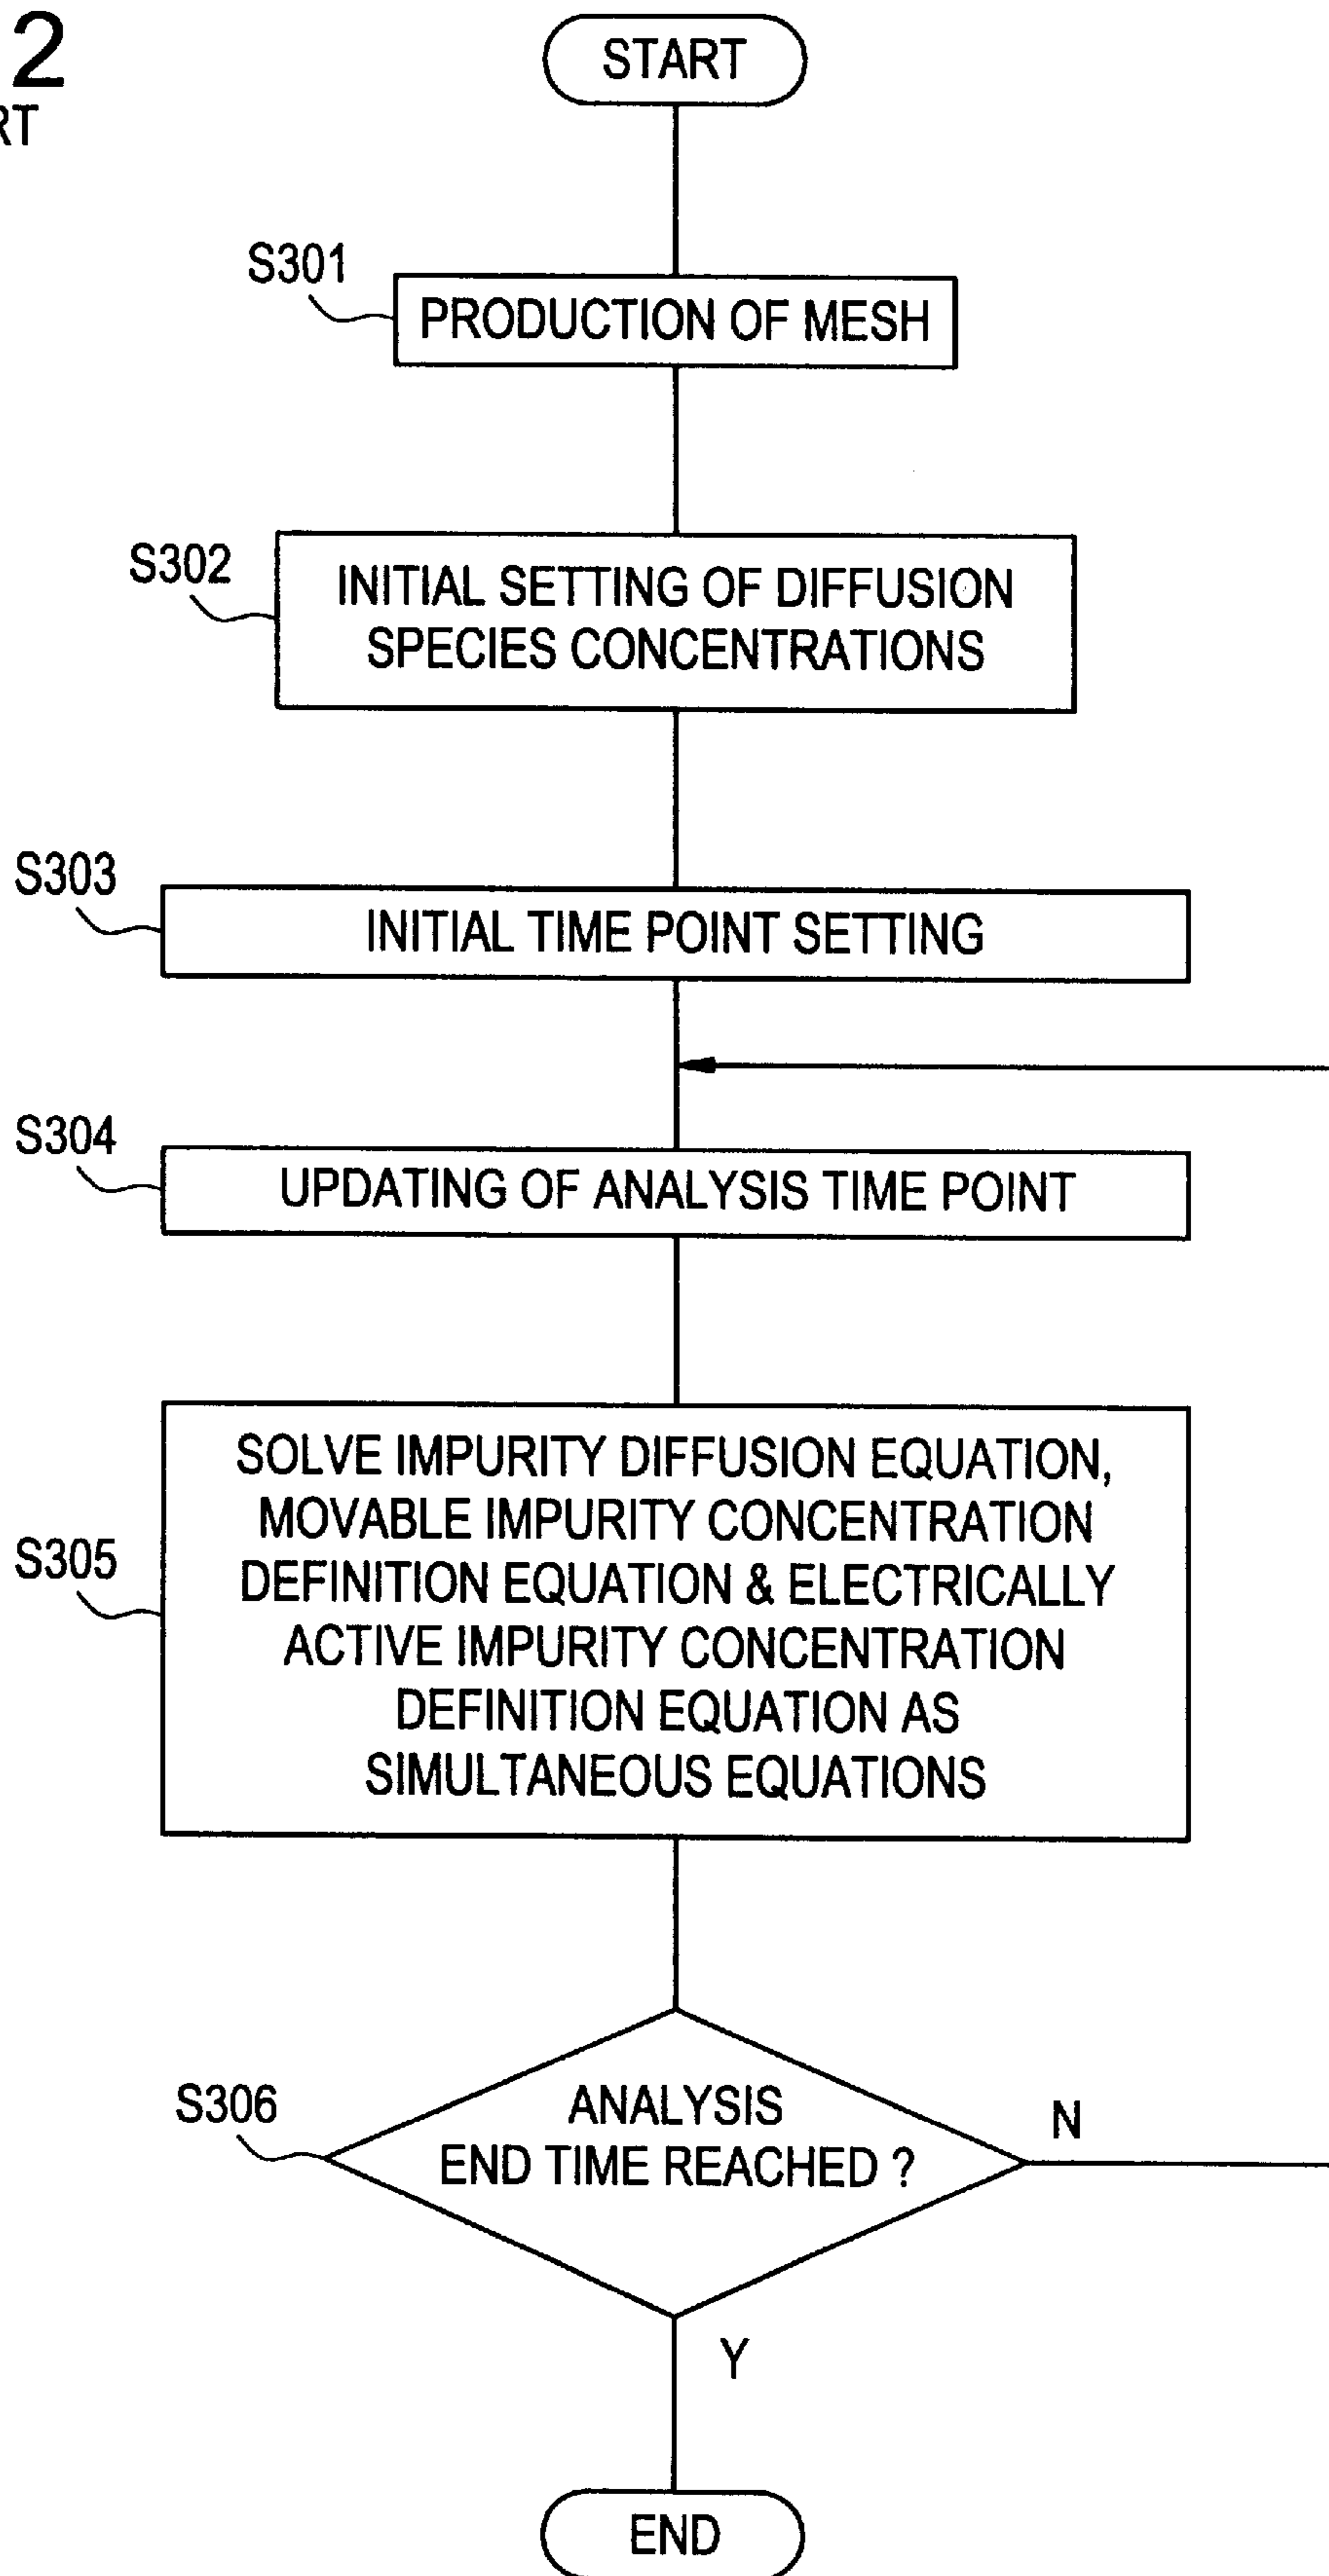 2
RT
START
S301
PRODUCTION OF MESH
S302
INITIAL SETTING OF DIFFUSION
SPECIES CONCENTRATIONS
S303
INITIAL TIME POINT SETTING
S304
UPDATING OF ANALYSIS TIME POINT
S305
SOLVE IMPURITY DIFFUSION EQUATION,
MOVABLE IMPURITY CONCENTRATION
DEFINITION EQUATION & ELECTRICALLY
ACTIVE IMPURITY CONCENTRATION
DEFINITION EQUATION AS
SIMULTANEOUS EQUATIONS
S306
ANALYSIS
END TIME REACHED ?
N
Y
END